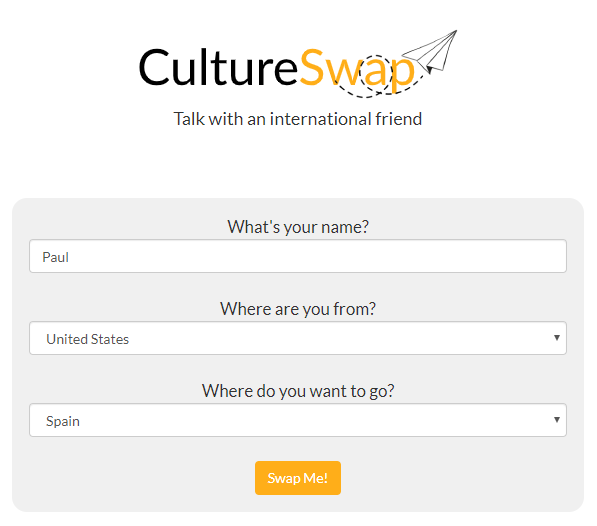 CultureSwap
Talk with an international friend
What's your name?
Paul
Where are you from?
United States
Where do you want to go?
Spain
Swap Me!